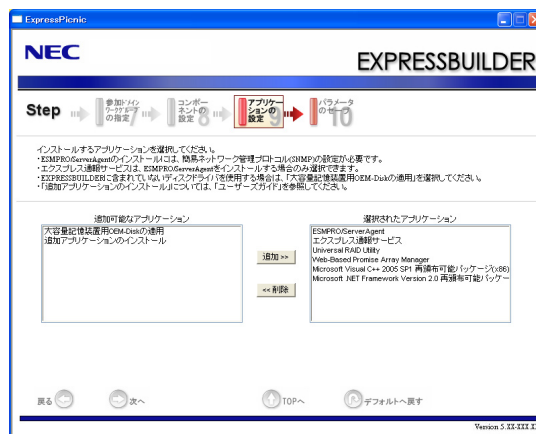 ExpressPicnic
NEC
EXPRESSBUILDER
Step
参加ドメイン
ワークグループ
の指定
7
コンポー
ネントの
設定
8
アプリケー
ションの
設定
9
パラメータ
のセーブ
10
インストールするアプリケーションを選択してください。
・ESMPRO/ServerAgentのインストールには、簡易ネットワーク管理プロトコル(SNMP)の設定が必要です。
・エクスプレス通報サービスは、ESMPRO/ServerAgentをインストールする場合のみ選択できます。
・EXPRESSBUILDERに含まれていないディスクドライバを使用する場合は、「大容量記憶装置用OEM-Diskの適用」を選択してください。
・「追加アプリケーションのインストール」については、「ユーザーズガイド」を参照してください。
追加可能なアプリケーション
大容量記憶装置用OEM-Diskの適用
追加アプリケーションのインストール
追加 >>
<< 削除
選択されたアプリケーション
ESMPRO/ServerAgent
エクスプレス通報サービス
Universal RAID Utility
Web-Based Promise Array Manager
Microsoft Visual C++ 2005 SP1 再頒布可能パッケージ(x86)
Microsoft .NET Framework Version 2.0 再頒布可能パッケー
戻る
次へ
TOPへ
デフォルトへ戻す
Version 5.XX-XXX.X